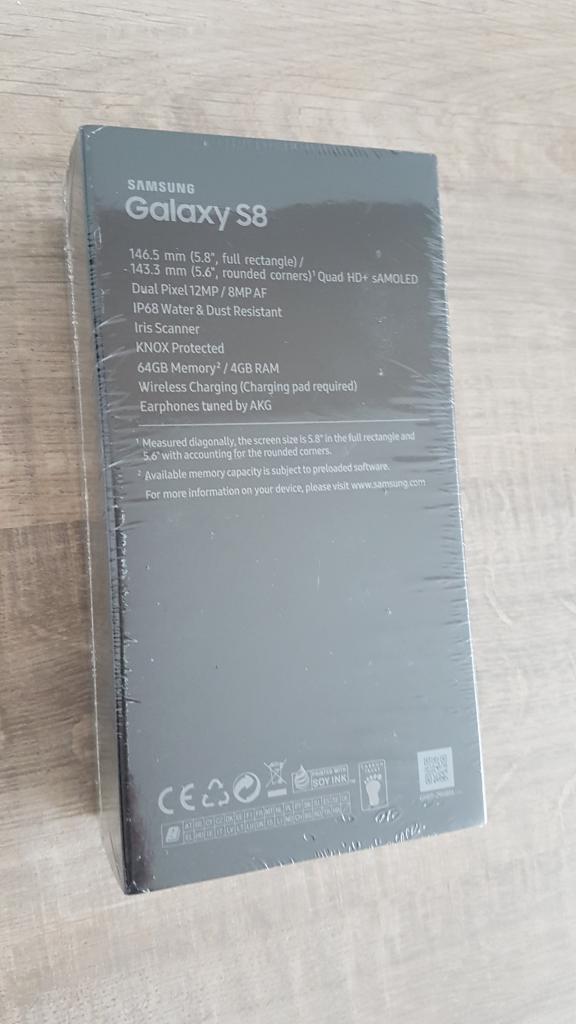 SAMSUNG
Galaxy S8
146.5 mm (5.8", full rectangle) /
143.3 mm (5.6", rounded corners)¹ Quad HD+ sAMOLED
Dual Pixel 12MP / 8MP AF
IP68 Water & Dust Resistant
Iris Scanner
KNOX Protected
64GB Memory² / 4GB RAM
Wireless Charging (Charging pad required)
Earphones tuned by AKG
¹ Measured diagonally, the screen size is 5.8" in the full rectangle and
5.6" with accounting for the rounded corners.
² Available memory capacity is subject to preloaded software.
For more information on your device, please visit www.samsung.com
CE
PRINTED WITH
SOY INK